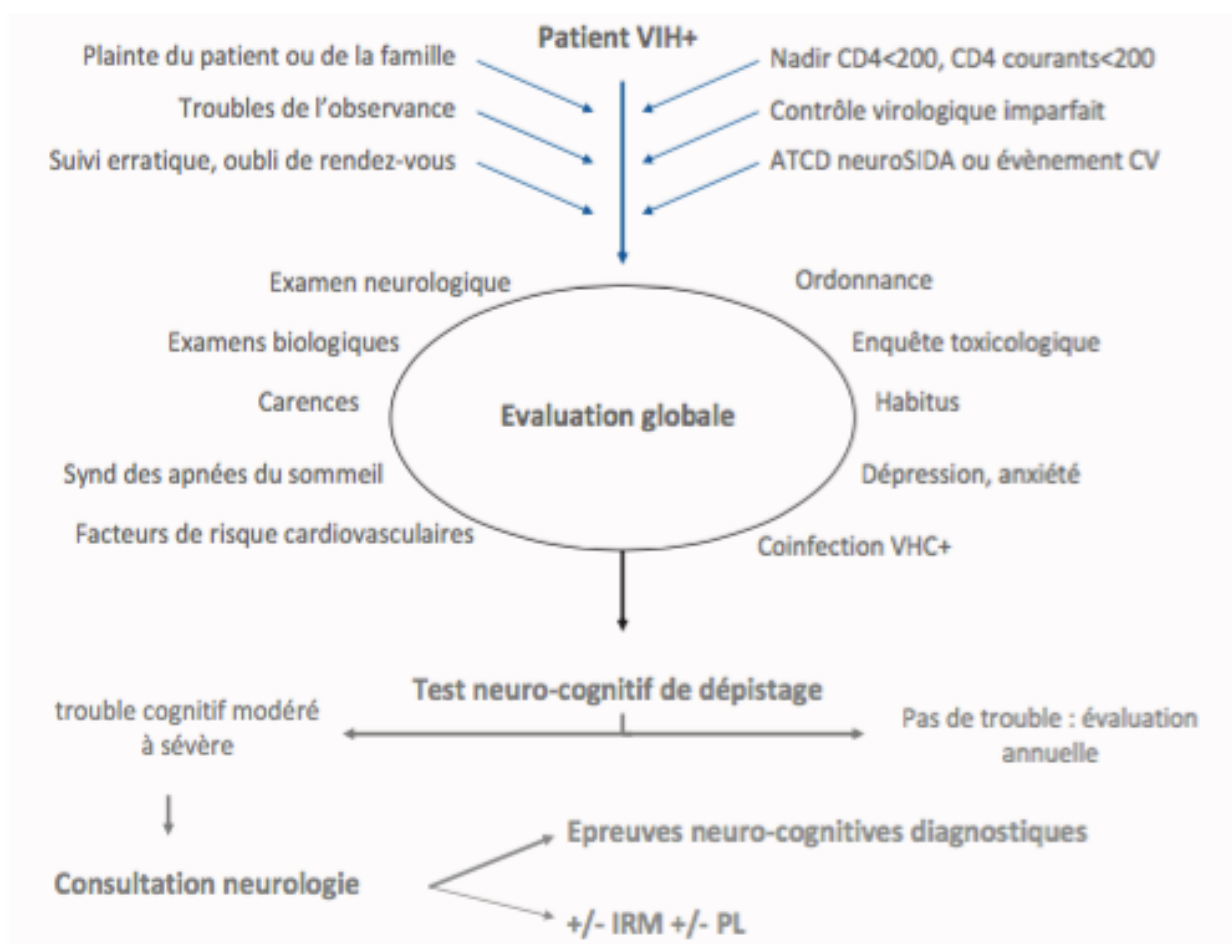 Patient VIH+
Plainte du patient ou de la famille
Nadir CD4<200, CD4 courants<200
Troubles de l'observance
Contrôle virologique imparfait
Suivi erratique, oubli de rendez-vous
ATCD neuroSIDA ou évènement CV
Examen neurologique
Ordonnance
Examens biologiques
Enquête toxicologique
Carences
Evaluation globale
Habitus
Synd des apnées du sommeil
Dépression, anxiété
Facteurs de risque cardiovasculaires
Coinfection VHC+
Test neuro-cognitif de dépistage
trouble cognitif modéré
à sévère
Pas de trouble : évaluation
annuelle
Consultation neurologie
Epreuves neuro-cognitives diagnostiques
+/- IRM +/- PL